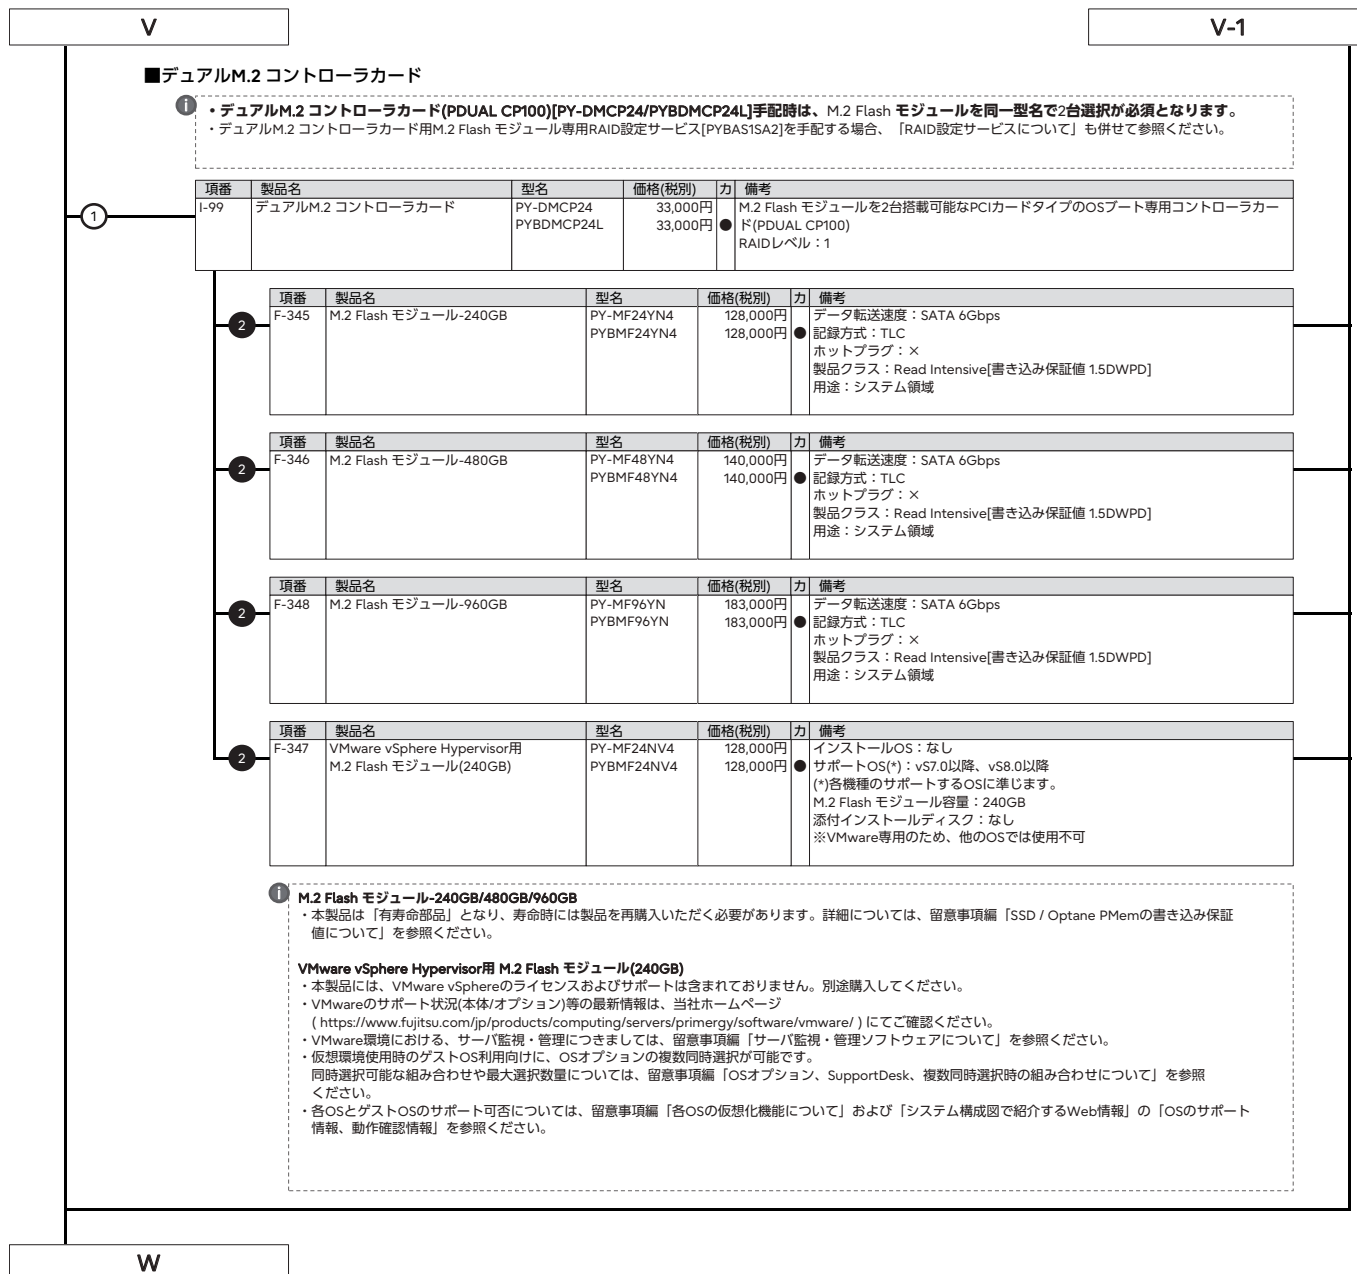 V
V-1
■デュアルM.2 コントローラカード
i
・デュアルM.2 コントローラカード(PDUAL CP100)[PY-DMCP24/PYBDMCP24L]手配時は、M.2 Flash モジュールを同一型名で2台選択が必須となります。
・デュアルM.2 コントローラカード用M.2 Flash モジュール専用RAID設定サービス[PYBAS1SA2]を手配する場合、「RAID設定サービスについて」も併せて参照ください。
項番 製品名 型名 価格(税別) カ 備考
1 I-99 デュアルM.2 コントローラカード PY-DMCP24 33,000円 M.2 Flash モジュールを2台搭載可能なPCIカードタイプのOSブート専用コントローラカー
PYBDMCP24L 33,000円 ● ド(PDUAL CP100)
RAIDレベル：1
項番 製品名 型名 価格(税別) カ 備考
2 F-345 M.2 Flash モジュール-240GB PY-MF24YN4 128,000円 データ転送速度：SATA 6Gbps
PYBMF24YN4 128,000円 ● 記録方式：TLC
ホットプラグ：×
製品クラス：Read Intensive[書き込み保証値 1.5DWPD]
用途：システム領域
項番 製品名 型名 価格(税別) カ 備考
2 F-346 M.2 Flash モジュール-480GB PY-MF48YN4 140,000円 データ転送速度：SATA 6Gbps
PYBMF48YN4 140,000円 ● 記録方式：TLC
ホットプラグ：×
製品クラス：Read Intensive[書き込み保証値 1.5DWPD]
用途：システム領域
項番 製品名 型名 価格(税別) カ 備考
2 F-348 M.2 Flash モジュール-960GB PY-MF96YN 183,000円 データ転送速度：SATA 6Gbps
PYBMF96YN 183,000円 ● 記録方式：TLC
ホットプラグ：×
製品クラス：Read Intensive[書き込み保証値 1.5DWPD]
用途：システム領域
項番 製品名 型名 価格(税別) カ 備考
2 F-347 VMware vSphere Hypervisor用 PY-MF24NV4 128,000円 インストールOS：なし
M.2 Flash モジュール(240GB) PYBMF24NV4 128,000円 ● サポートOS(*)：vS7.0以降、vS8.0以降
(*)各機種のサポートするOSに準じます。
M.2 Flash モジュール容量：240GB
添付インストールディスク：なし
※VMware専用のため、他のOSでは使用不可
i
M.2 Flash モジュール-240GB/480GB/960GB
・本製品は「有寿命部品」となり、寿命時には製品を再購入いただく必要があります。詳細については、留意事項編「SSD / Optane PMemの書き込み保証
値について」を参照ください。
VMware vSphere Hypervisor用 M.2 Flash モジュール(240GB)
・本製品には、VMware vSphereのライセンスおよびサポートは含まれておりません。別途購入してください。
・VMwareのサポート状況(本体/オプション)等の最新情報は、当社ホームページ
( https://www.fujitsu.com/jp/products/computing/servers/primergy/software/vmware/ ) にてご確認ください。
・VMware環境における、サーバ監視・管理につきましては、留意事項編「サーバ監視・管理ソフトウェアについて」を参照ください。
・仮想環境使用時のゲストOS利用向けに、OSオプションの複数同時選択が可能です。
同時選択可能な組み合わせや最大選択数量については、留意事項編「OSオプション、SupportDesk、複数同時選択時の組み合わせについて」を参照
ください。
・各OSとゲストOSのサポート可否については、留意事項編「各OSの仮想化機能について」および「システム構成図で紹介するWeb情報」の「OSのサポート
情報、動作確認情報」を参照ください。
W